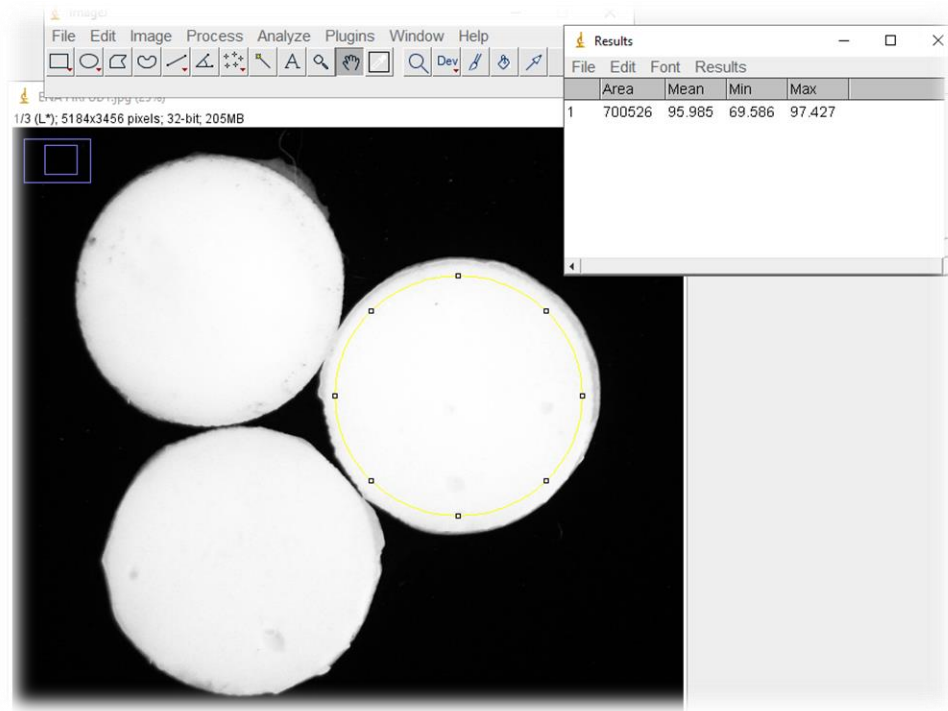 ImageJ
File Edit Image Process Analyze Plugins Window Help
Dev
1/3 (L*); 5184x3456 pixels; 32-bit; 205MB
Results
File Edit Font Results
Area Mean Min Max
1 700526 95.985 69.586 97.427